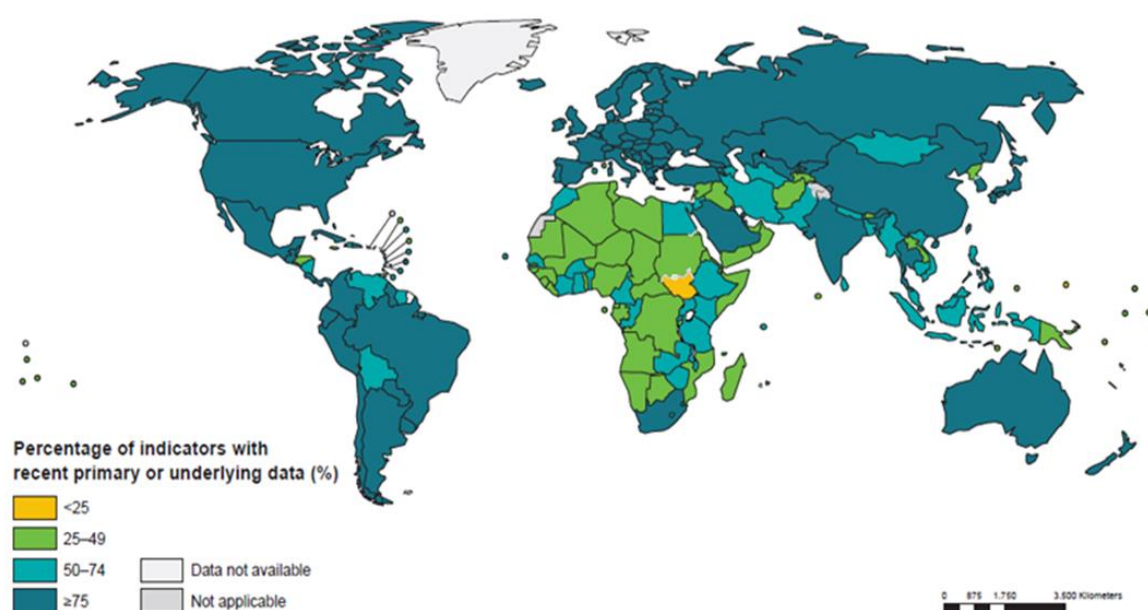 Percentage of indicators with
recent primary or underlying data (%)
<25
25–49
50–74
≥75
Data not available
Not applicable
0 875 1,750 3,500 Kilometers